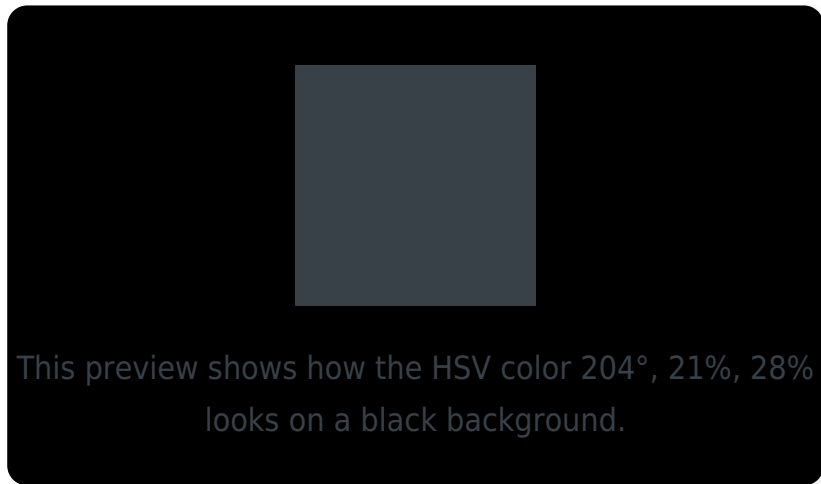 This preview shows how the HSV color 204°, 21%, 28%
looks on a black background.